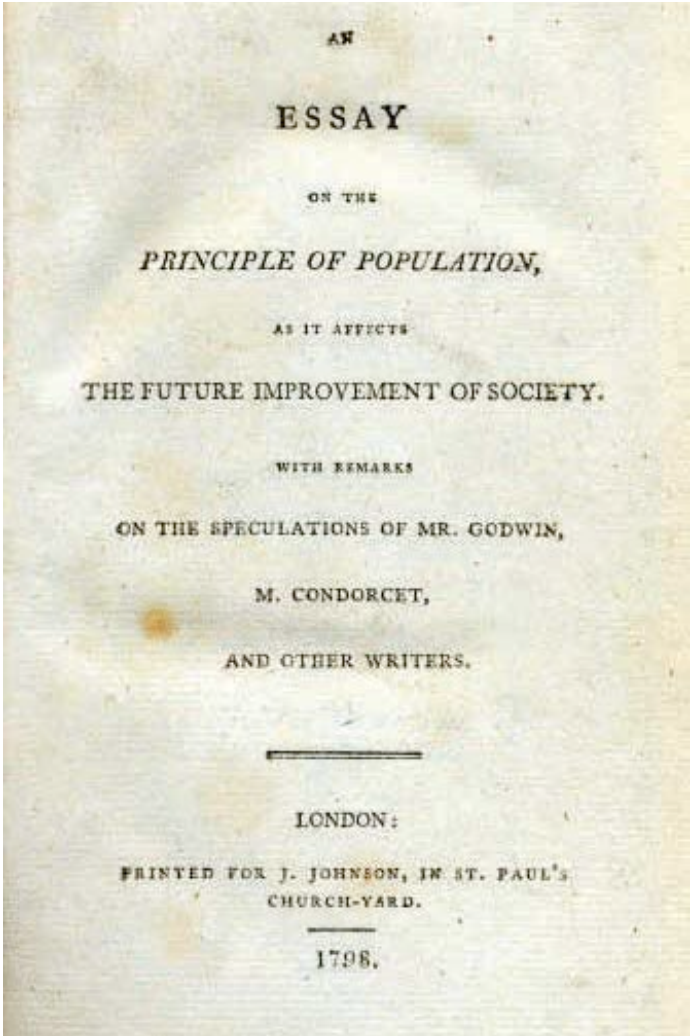 AN
ESSAY
ON THE
PRINCIPLE OF POPULATION,
AS IT AFFECTS
THE FUTURE IMPROVEMENT OF SOCIETY.
WITH REMARKS
ON THE SPECULATIONS OF MR. GODWIN,
M. CONDORCET,
AND OTHER WRITERS.
LONDON:
PRINTED FOR J. JOHNSON, IN ST. PAUL'S
CHURCH-YARD.
1798.